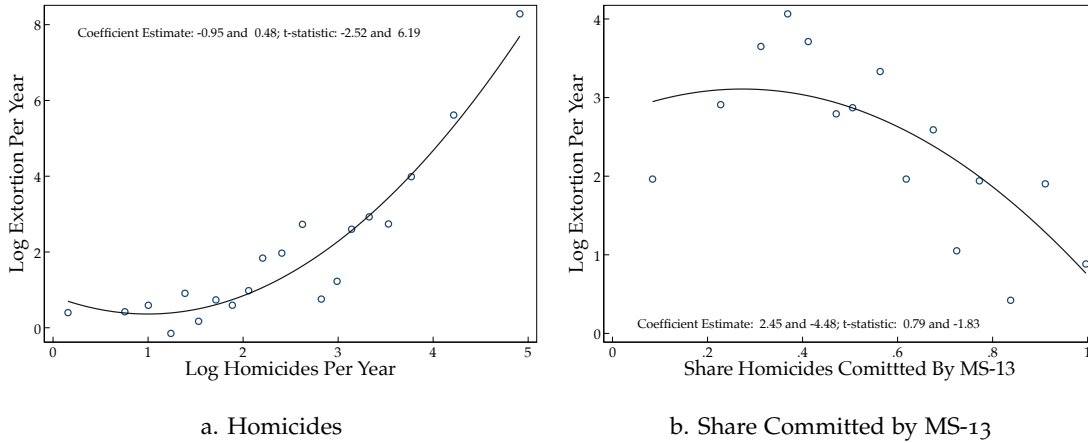 Log Extortion Per Year
8
6
4
2
0
Coefficient Estimate: -0.95 and 0.48; t-statistic: -2.52 and 6.19
0 1 2 3 4 5
Log Homicides Per Year
a. Homicides
Log Extortion Per Year
4
3
2
1
0
Coefficient Estimate: 2.45 and -4.48; t-statistic: 0.79 and -1.83
0 .2 .4 .6 .8 1
Share Homicides Comittted By MS-13
b. Share Committed by MS-13